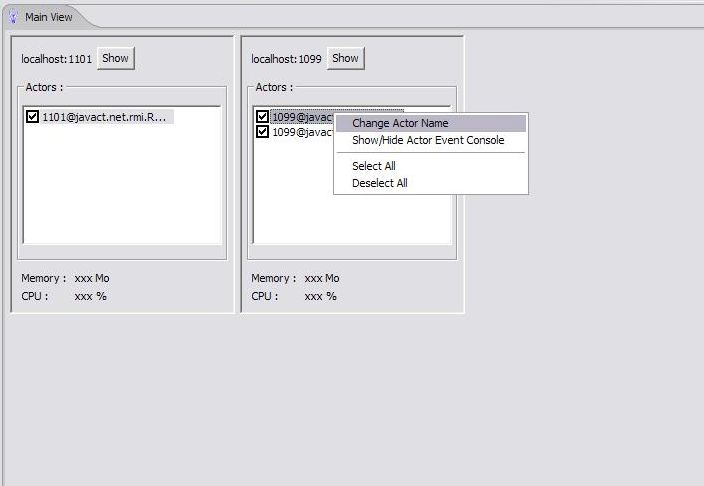 Main View
localhost:1101 Show
Actors :
1101@javact.net.rmi.R...
Memory : xxx Mo
CPU : xxx %
localhost:1099 Show
Actors :
1099@javact
1099@javact
Change Actor Name
Show/Hide Actor Event Console
Select All
Deselect All
Memory : xxx Mo
CPU : xxx %